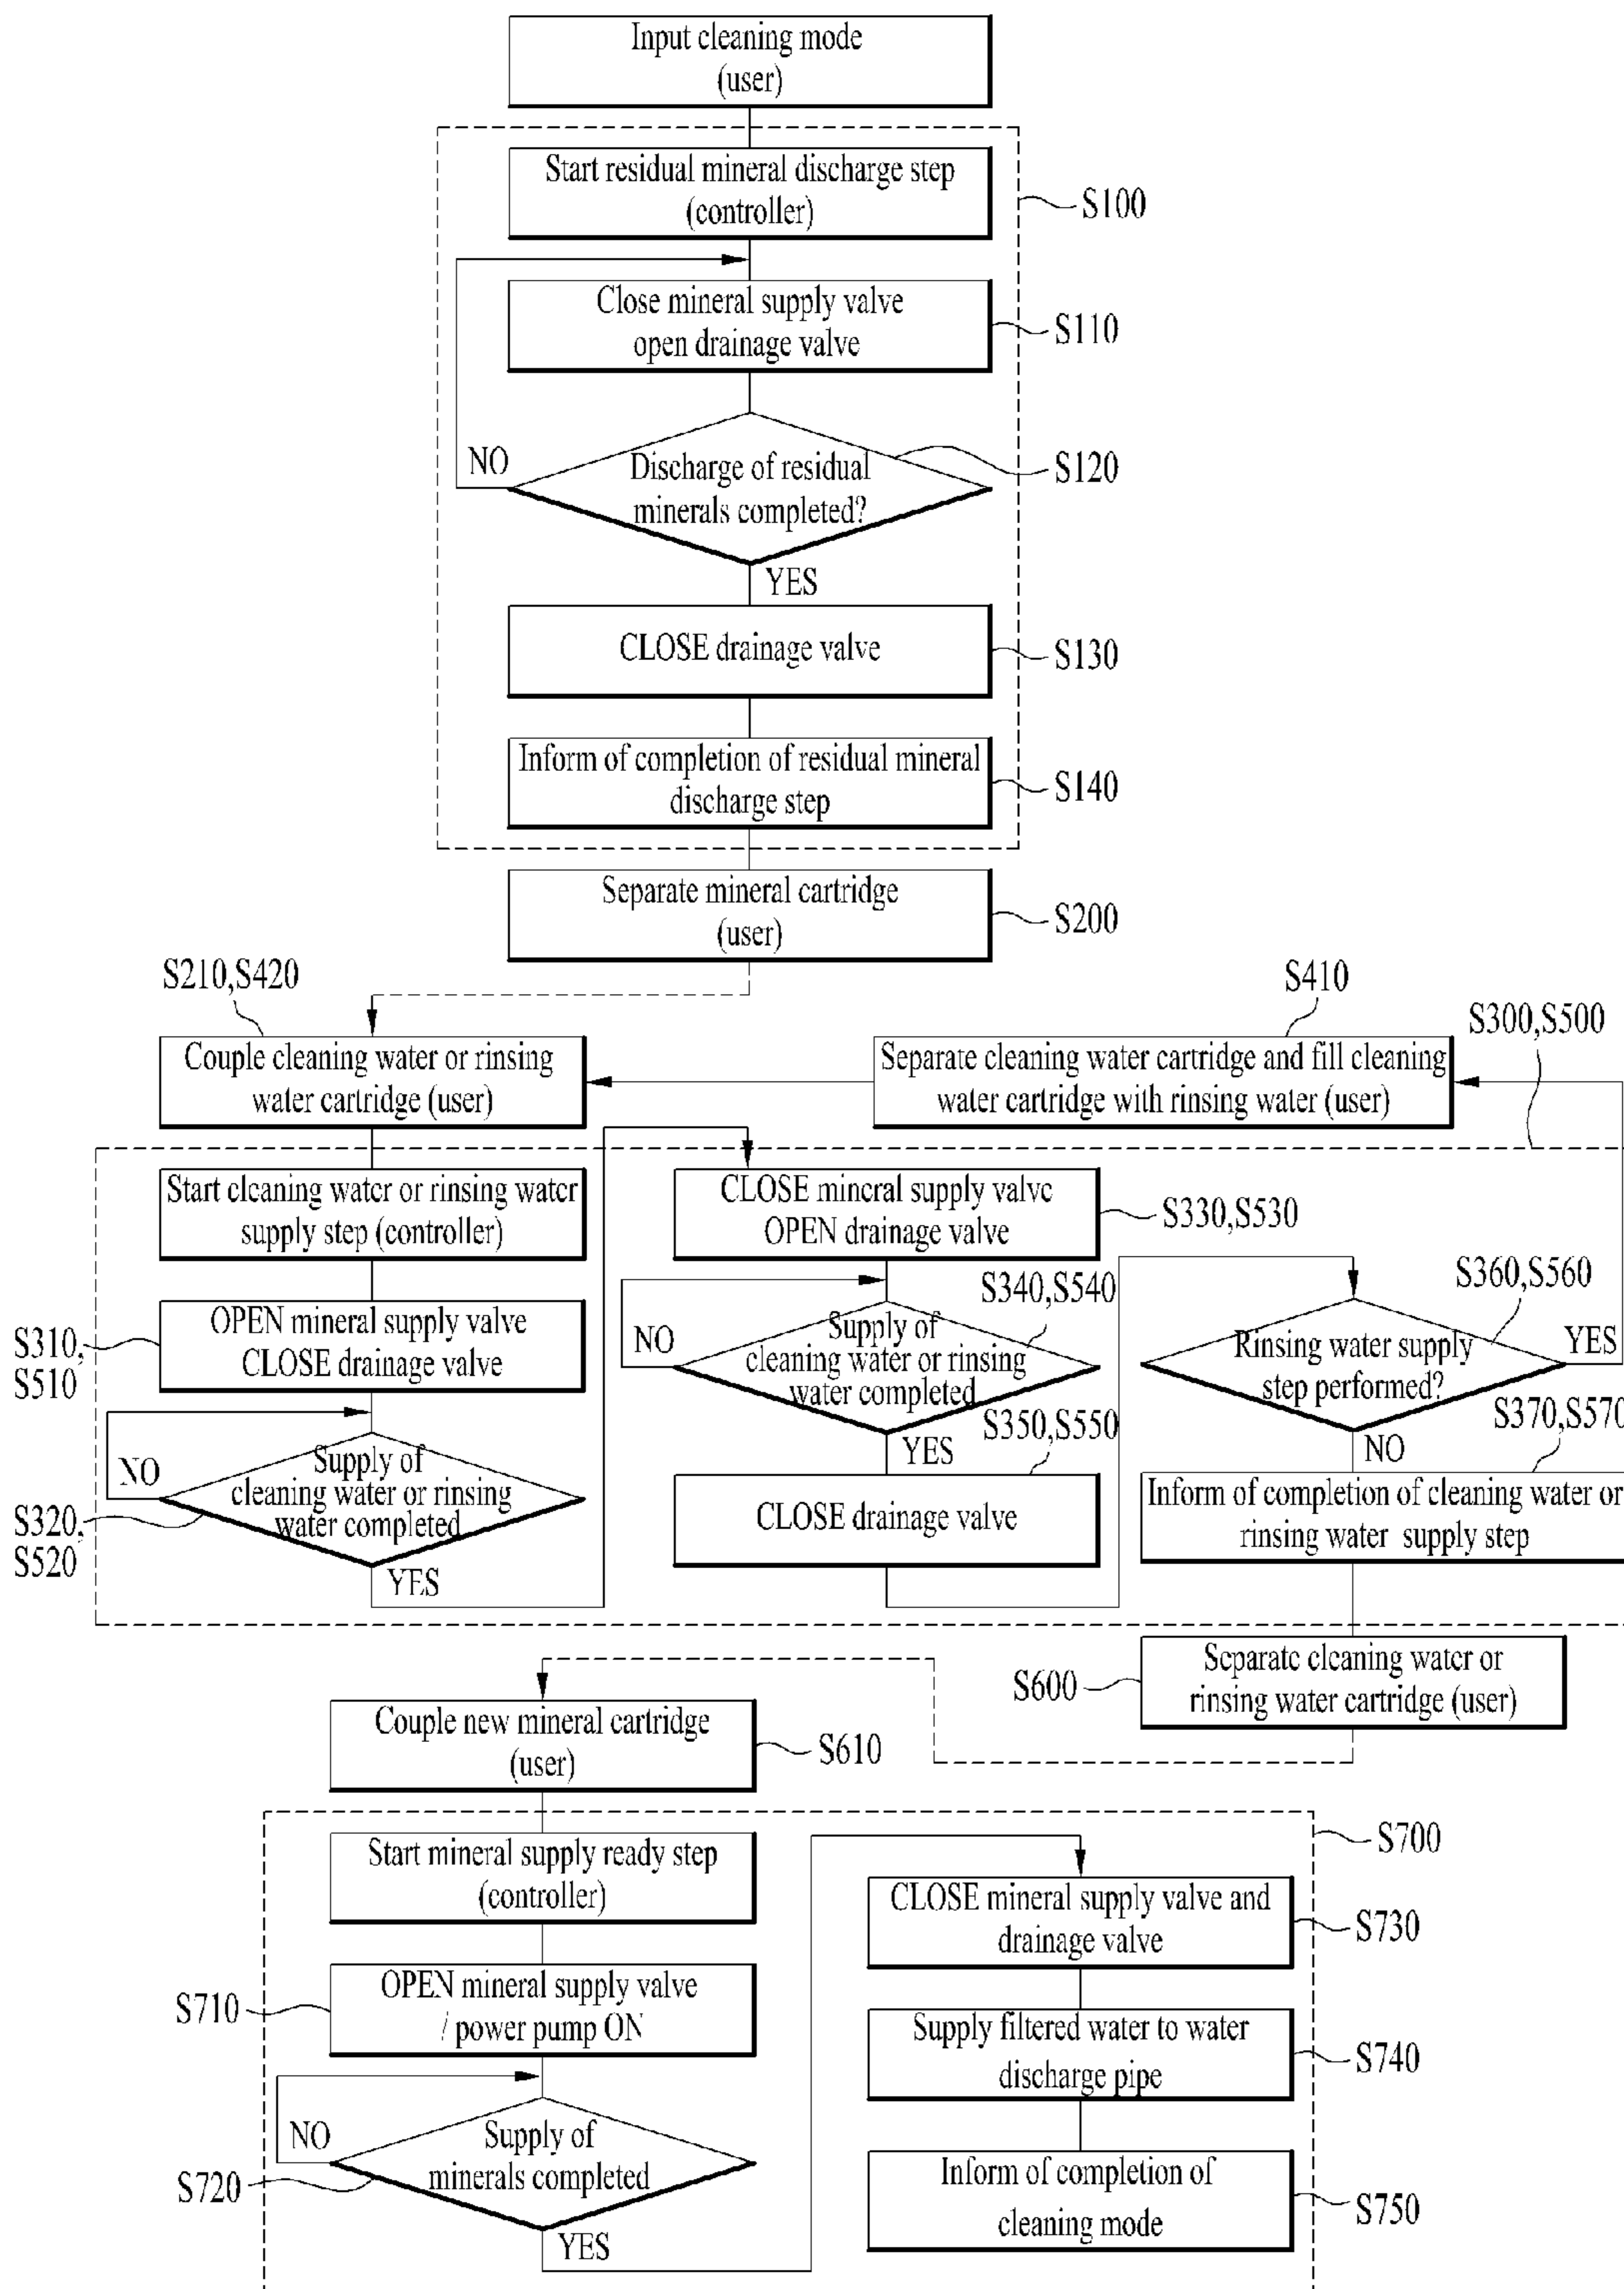 Input cleaning mode
(user)
Start residual mineral discharge step
(controller)
S100
Close mineral supply valve
open drainage valve
S110
NO
Discharge of residual
minerals completed?
S120
YES
CLOSE drainage valve
S130
Inform of completion of residual mineral
discharge step
S140
Separate mineral cartridge
(user)
S200
S210,S420
Couple cleaning water or rinsing
water cartridge (user)
S410
Separate cleaning water cartridge and fill cleaning
water cartridge with rinsing water (user)
S300,S500
Start cleaning water or rinsing water
supply step (controller)
OPEN mineral supply valve
CLOSE drainage valve
S310,
S510
NO
Supply of
cleaning water or rinsing
water completed
S320,
S520
YES
CLOSE mineral supply valve
OPEN drainage valve
S330,S530
S340,S540
NO
Supply of
cleaning water or rinsing
water completed
YES
S350,S550
CLOSE drainage valve
S360,S560
Rinsing water supply
step performed?
YES
NO
S370,S570
Inform of completion of cleaning water or
rinsing water supply step
S600
Separate cleaning water or
rinsing water cartridge (user)
Couple new mineral cartridge
(user)
S610
S700
Start mineral supply ready step
(controller)
S710
OPEN mineral supply valve
/ power pump ON
NO
Supply of
minerals completed
S720
YES
CLOSE mineral supply valve and
drainage valve
S730
Supply filtered water to water
discharge pipe
S740
Inform of completion of
cleaning mode
S750